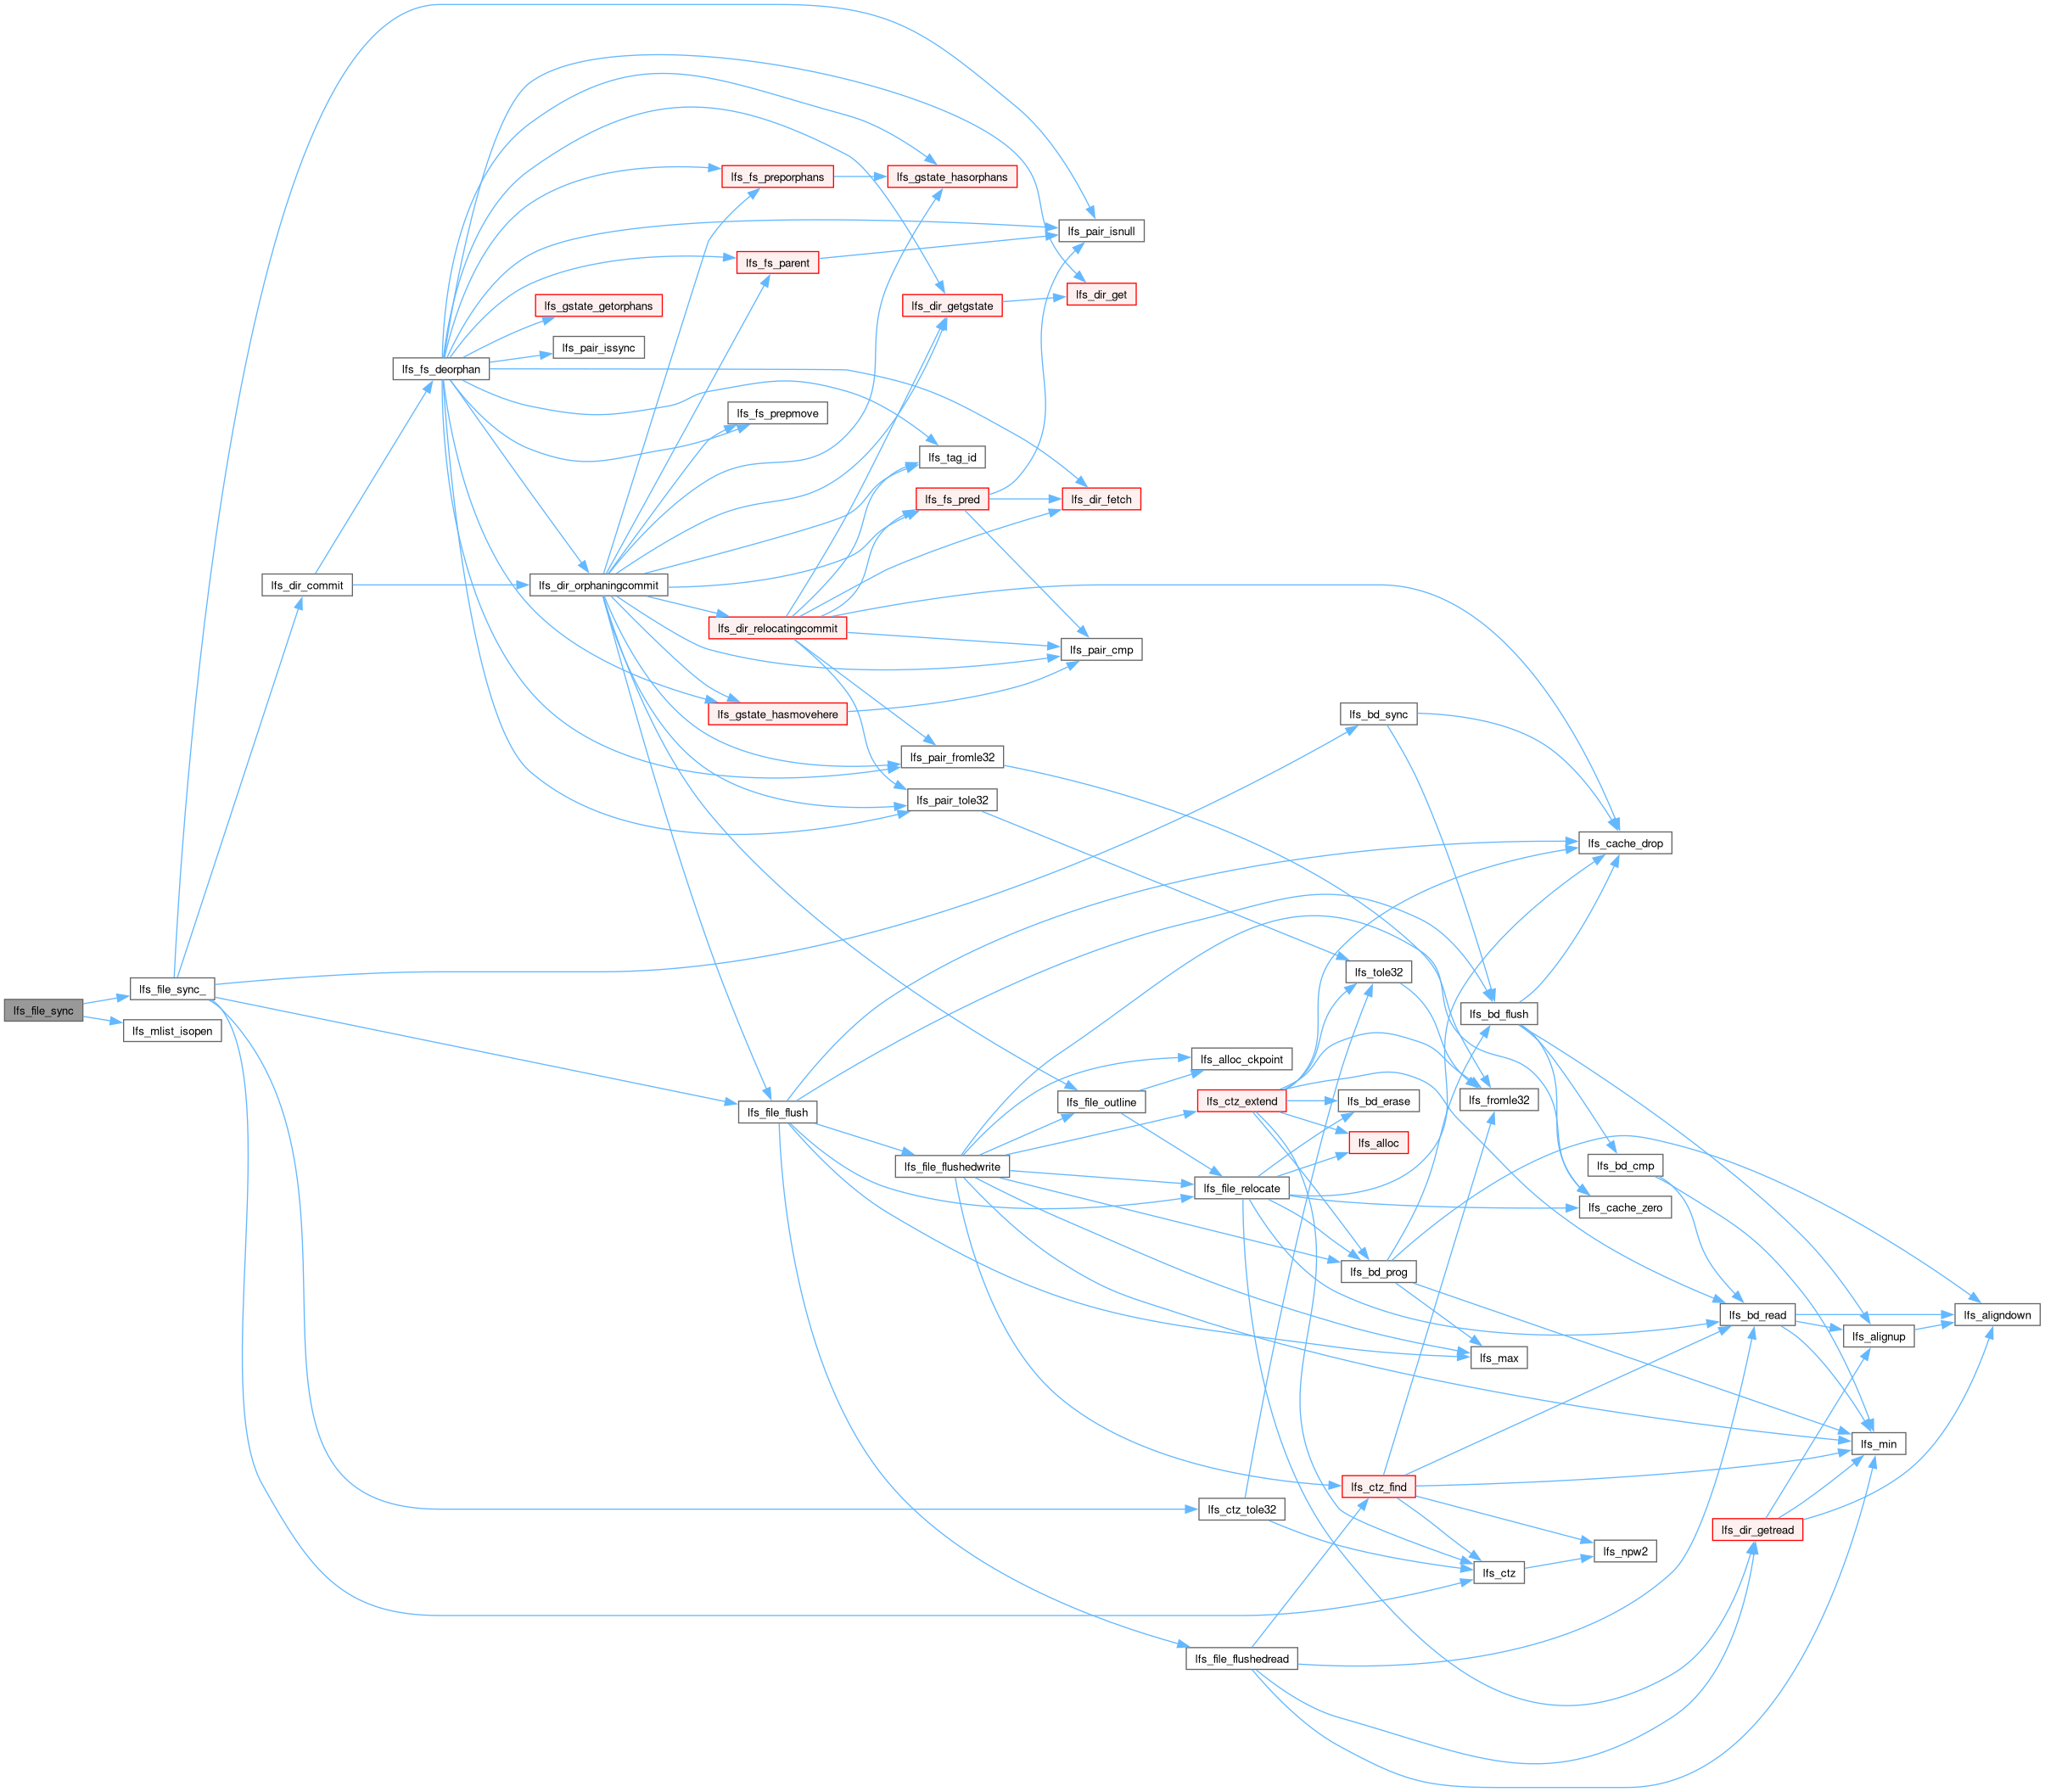 lfs_fs_preporphans
lfs_gstate_hasorphans
lfs_pair_isnull
lfs_fs_parent
lfs_gstate_getorphans
lfs_dir_getgstate
lfs_dir_get
lfs_pair_issync
lfs_fs_deorphan
lfs_fs_prepmove
lfs_tag_id
lfs_fs_pred
lfs_dir_fetch
lfs_dir_commit
lfs_dir_orphaningcommit
lfs_dir_relocatingcommit
lfs_pair_cmp
lfs_gstate_hasmovehere
lfs_bd_sync
lfs_pair_fromle32
lfs_pair_tole32
lfs_cache_drop
lfs_tole32
lfs_file_sync_
lfs_file_sync
lfs_bd_flush
lfs_mlist_isopen
lfs_alloc_ckpoint
lfs_file_outline
lfs_ctz_extend
lfs_bd_erase
lfs_fromle32
lfs_file_flush
lfs_alloc
lfs_file_flushedwrite
lfs_bd_cmp
lfs_file_relocate
lfs_cache_zero
lfs_bd_prog
lfs_bd_read
lfs_aligndown
lfs_alignup
lfs_max
lfs_min
lfs_ctz_find
lfs_ctz_tole32
lfs_dir_getread
lfs_npw2
lfs_ctz
lfs_file_flushedread